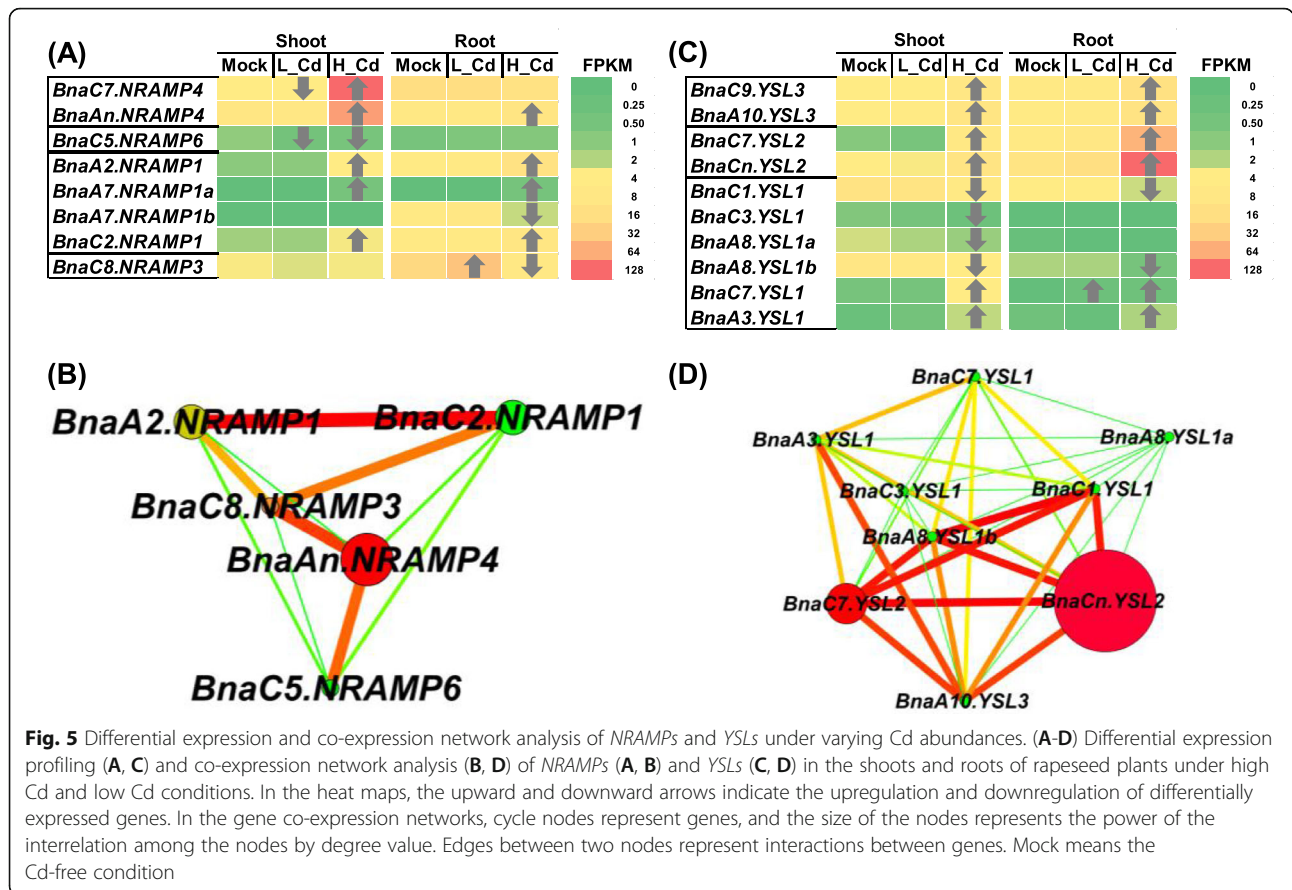 (A)
Shoot Root
Mock L_Cd H_Cd Mock L_Cd H_Cd FPKM
BnaC7.NRAMP4
BnaAn.NRAMP4
BnaC5.NRAMP6
BnaA2.NRAMP1
BnaA7.NRAMP1a
BnaA7.NRAMP1b
BnaC2.NRAMP1
BnaC8.NRAMP3
0
0.25
0.50
1
2
4
8
16
32
64
128
(C)
Shoot Root
Mock L_Cd H_Cd Mock L_Cd H_Cd FPKM
BnaC9.YSL3
BnaA10.YSL3
BnaC7.YSL2
BnaCn.YSL2
BnaC1.YSL1
BnaC3.YSL1
BnaA8.YSL1a
BnaA8.YSL1b
BnaC7.YSL1
BnaA3.YSL1
0
0.25
0.50
1
2
4
8
16
32
64
128
(B)
BnaA2.NRAMP1 BnaC2.NRAMP1
BnaC8.NRAMP3
BnaAn.NRAMP4
BnaC5.NRAMP6
(D)
BnaC7.YSL1
BnaA3.YSL1 BnaA8.YSL1a
BnaC3.YSL1 BnaC1.YSL1
BnaA8.YSL1b
BnaC7.YSL2 BnaCn.YSL2
BnaA10.YSL3
Fig. 5 Differential expression and co-expression network analysis of NRAMPs and YSLs under varying Cd abundances. (A-D) Differential expression
profiling (A, C) and co-expression network analysis (B, D) of NRAMPs (A, B) and YSLs (C, D) in the shoots and roots of rapeseed plants under high
Cd and low Cd conditions. In the heat maps, the upward and downward arrows indicate the upregulation and downregulation of differentially
expressed genes. In the gene co-expression networks, cycle nodes represent genes, and the size of the nodes represents the power of the
interrelation among the nodes by degree value. Edges between two nodes represent interactions between genes. Mock means the
Cd-free condition